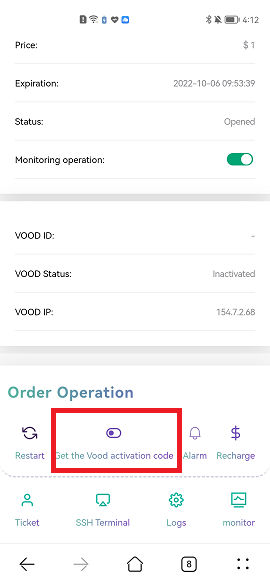 4:12
Price: $ 1
Expiration: 2022-10-06 09:53:39
Status: Opened
Monitoring operation:
VOOD ID: -
VOOD Status: Inactivated
VOOD IP: 154.7.2.68
Order Operation
Restart Get the Vood activation code Alarm Recharge
Ticket SSH Terminal Logs monitor
8